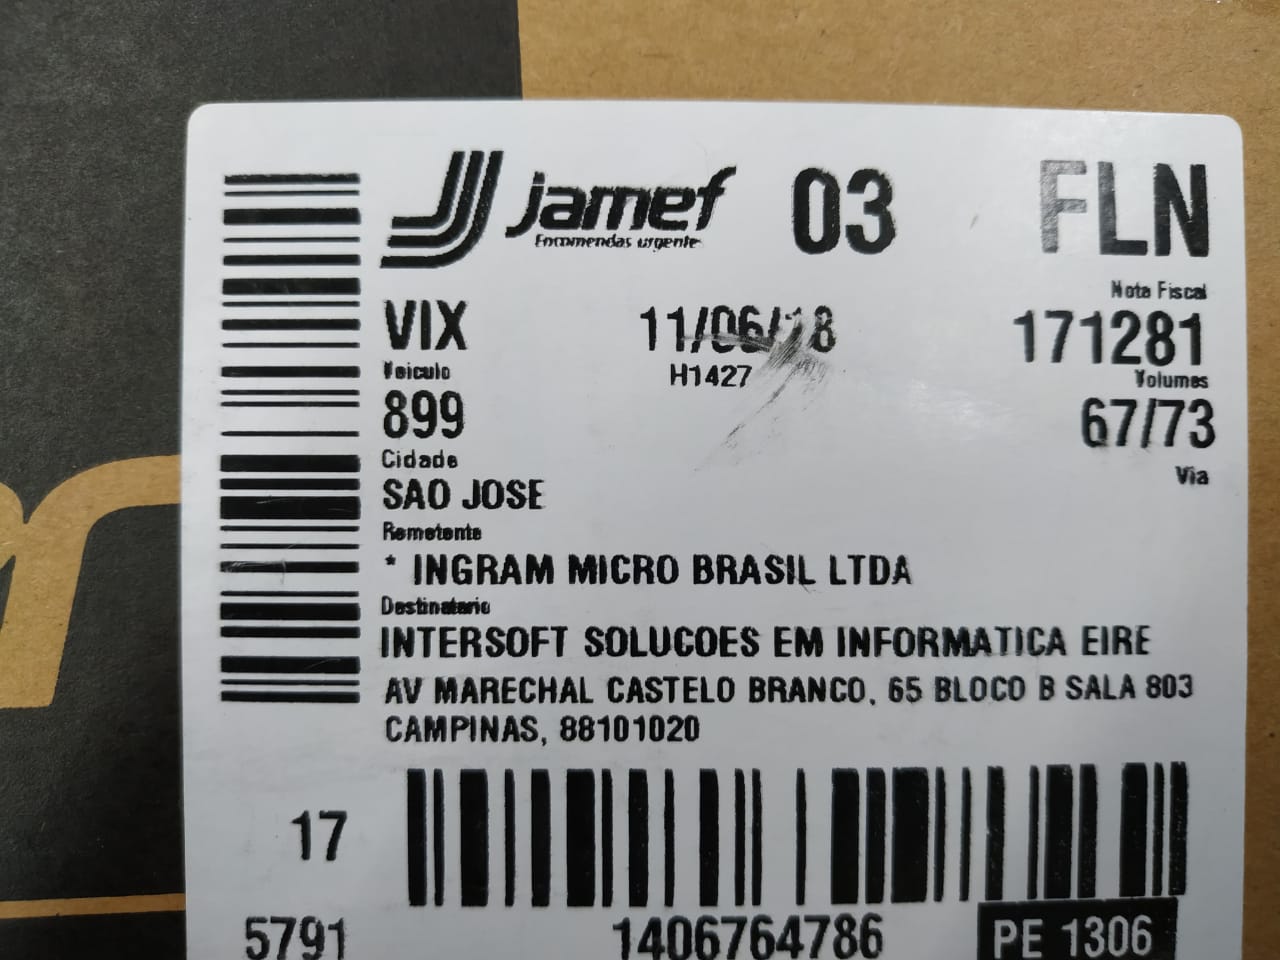 jamef 03 FLN
Encomendas urgente
Nota Fiscal
VIX 11/06/18 171281
Veiculo H1427 Volumes
899 67/73
Cidade Via
SAO JOSE
Remetente
* INGRAM MICRO BRASIL LTDA
Destinatario
INTERSOFT SOLUCOES EM INFORMATICA EIRE
AV MARECHAL CASTELO BRANCO, 65 BLOCO B SALA 803
CAMPINAS, 88101020
17
5791 1406764786 PE 1306